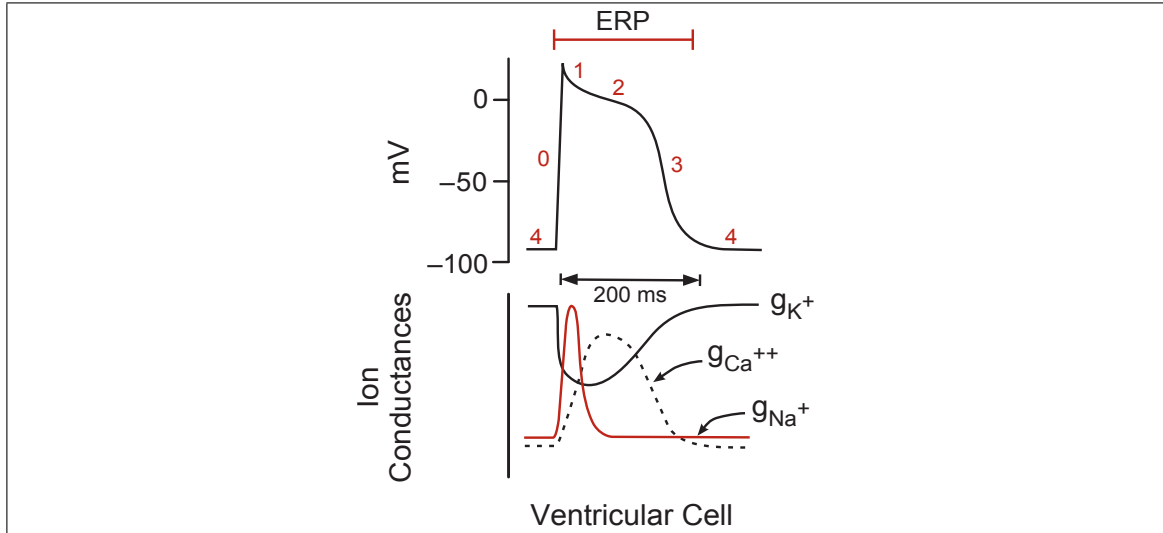 ERP
1
2
0
0
3
–50
4
4
–100
mV
200 ms
gK+
gCa++
gNa+
Ion
Conductances
Ventricular Cell